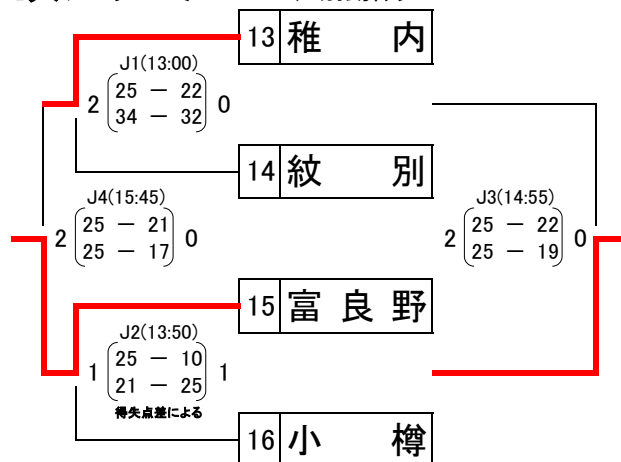 13 稚 内
J1(13:00)
2 25 － 22 0
34 － 32
14 紋 別
J4(15:45)
2 25 － 21 0
25 － 17
J3(14:55)
2 25 － 22 0
25 － 19
15 富 良 野
J2(13:50)
1 25 － 10 1
21 － 25
得失点差による
16 小 樽